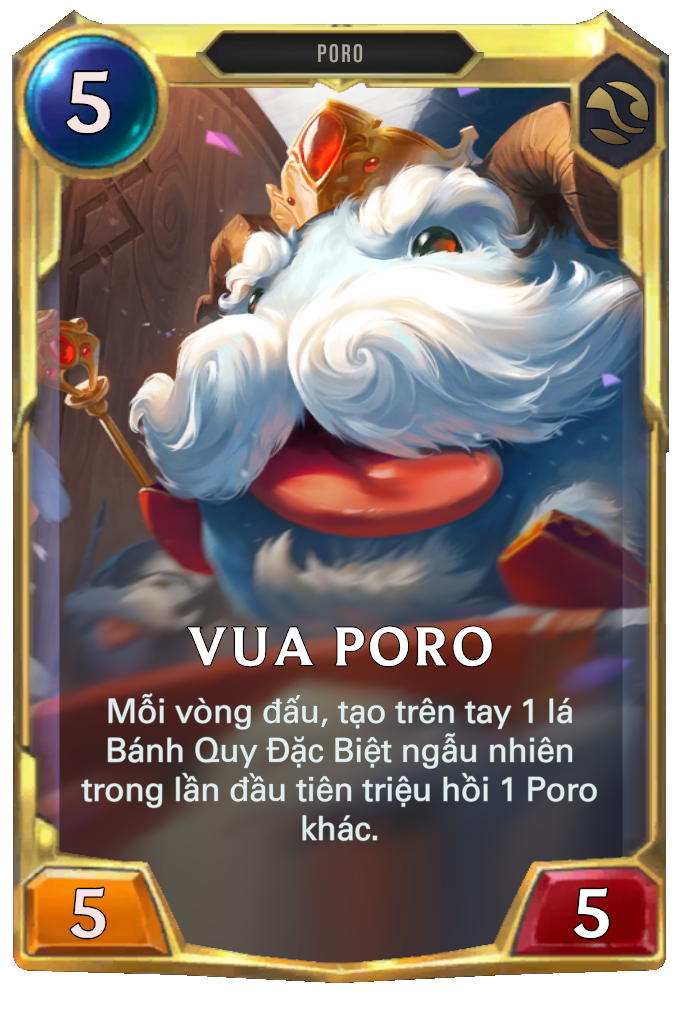 PORO
5
VUA PORO
Mỗi vòng đấu, tạo trên tay 1 lá
Bánh Quy Đặc Biệt ngẫu nhiên
trong lần đầu tiên triệu hồi 1 Poro
khác.
5
5